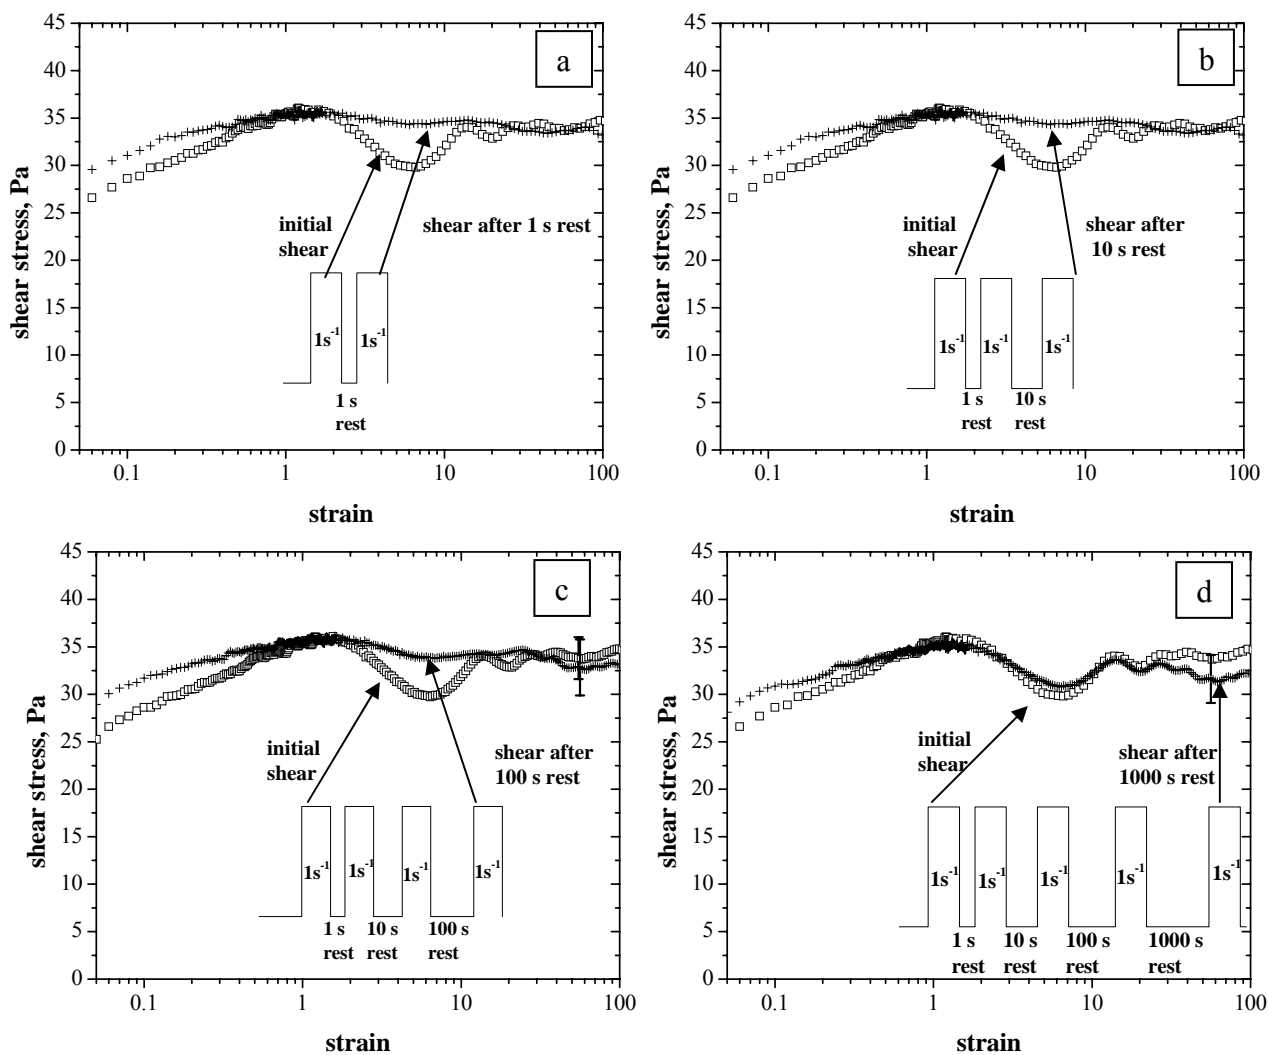 a
45
40
35
30
25
20
15
10
5
0
shear stress, Pa
initial
shear
shear after 1 s rest
1s-1
1s-1
1 s
rest
0.1
1
10
100
strain
b
45
40
35
30
25
20
15
10
5
0
shear stress, Pa
initial
shear
shear after
10 s rest
1s-1
1s-1
1s-1
1 s
rest
10 s
rest
0.1
1
10
100
strain
c
45
40
35
30
25
20
15
10
5
0
shear stress, Pa
initial
shear
shear after
100 s rest
1s-1
1s-1
1s-1
1s-1
1 s
rest
10 s
rest
100 s
rest
0.1
1
10
100
strain
d
45
40
35
30
25
20
15
10
5
0
shear stress, Pa
initial
shear
shear after
1000 s rest
1s-1
1s-1
1s-1
1s-1
1s-1
1 s
rest
10 s
rest
100 s
rest
1000 s
rest
0.1
1
10
100
strain